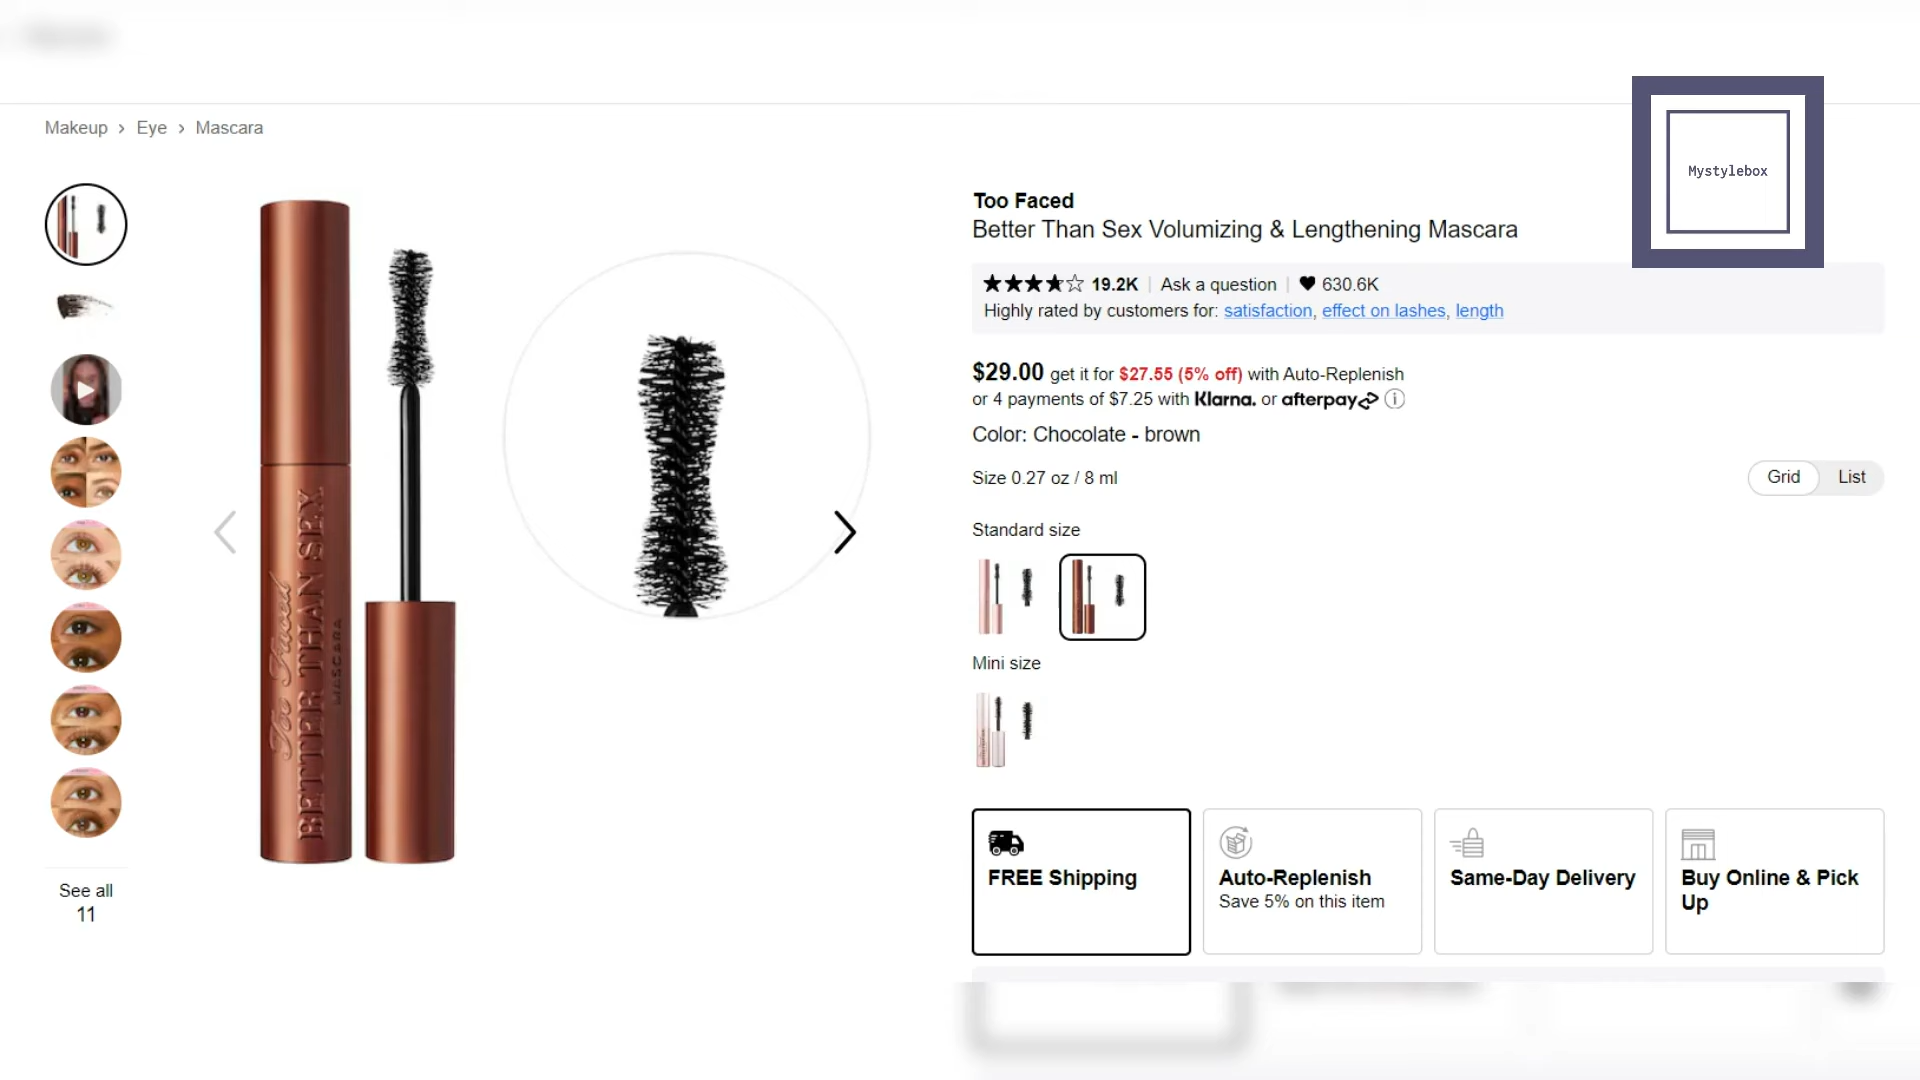 Makeup > Eye > Mascara
Mystylebox
Too Faced
Better Than Sex Volumizing & Lengthening Mascara
19.2K | Ask a question | 630.6K
Highly rated by customers for: satisfaction, effect on lashes, length
$29.00 get it for $27.55 (5% off) with Auto-Replenish
or 4 payments of $7.25 with Klarna. or afterpay
Color: Chocolate - brown
Size 0.27 oz / 8 ml
Grid List
Standard size
Mini size
Too Faced
BETTER THAN SEX
MASCARA
FREE Shipping
Auto-Replenish
Save 5% on this item
Same-Day Delivery
Buy Online & Pick
Up
See all
11